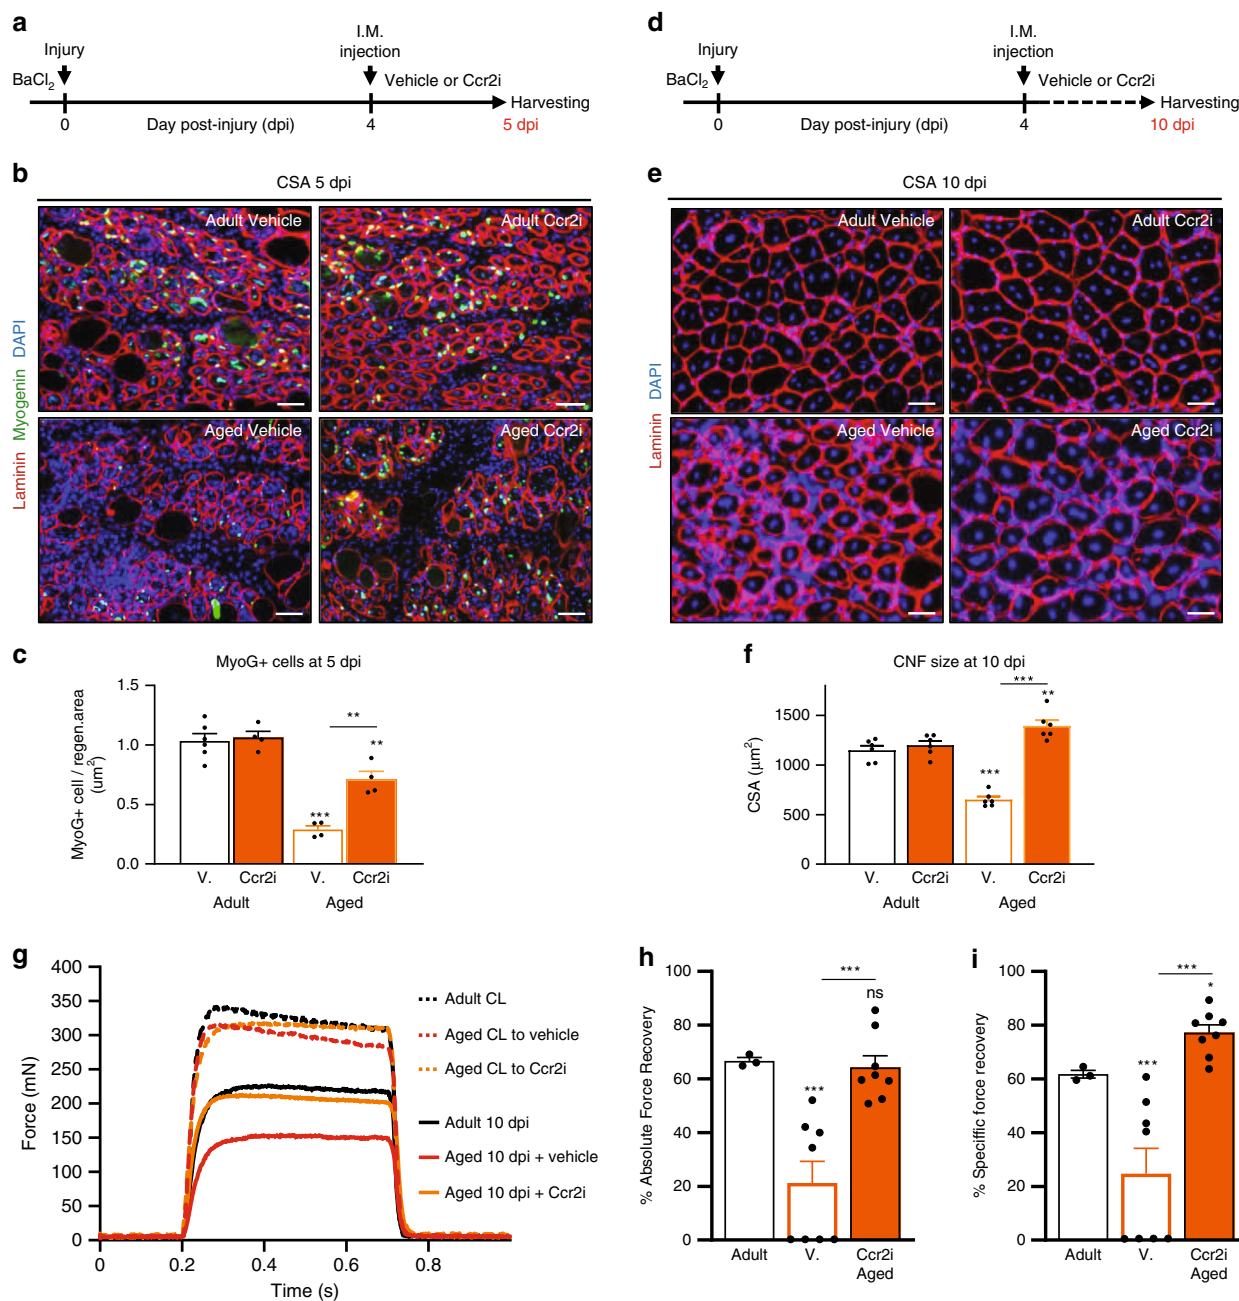 a
Injury
BaCl2
I.M.
injection
Vehicle or Ccr2i
Harvesting
0
Day post-injury (dpi)
4
5 dpi
d
Injury
BaCl2
I.M.
injection
Vehicle or Ccr2i
Harvesting
0
Day post-injury (dpi)
4
10 dpi
b
CSA 5 dpi
Laminin Myogenin DAPI
Adult Vehicle
Adult Ccr2i
Aged Vehicle
Aged Ccr2i
e
CSA 10 dpi
Laminin DAPI
Adult Vehicle
Adult Ccr2i
Aged Vehicle
Aged Ccr2i
c
MyoG+ cells at 5 dpi
MyoG+ cell / regen.area
(um2)
1.5
1.0
0.5
0.0
***
**
**
V.
Ccr2i
V.
Ccr2i
Adult
Aged
f
CNF size at 10 dpi
CSA (µm2)
1500
1000
500
0
***
***
**
V.
Ccr2i
V.
Ccr2i
Adult
Aged
g
Force (mN)
400
350
300
250
200
150
100
50
0
0
0.2
0.4
0.6
0.8
Time (s)
Adult CL
Aged CL to vehicle
Aged CL to Ccr2i
Adult 10 dpi
Aged 10 dpi + vehicle
Aged 10 dpi + Ccr2i
h
% Absolute Force Recovery
100
80
60
40
20
0
***
***
ns
Adult
V.
Ccr2i
Aged
i
% Speciffic force recovery
100
80
60
40
20
0
***
***
*
Adult
V.
Ccr2i
Aged